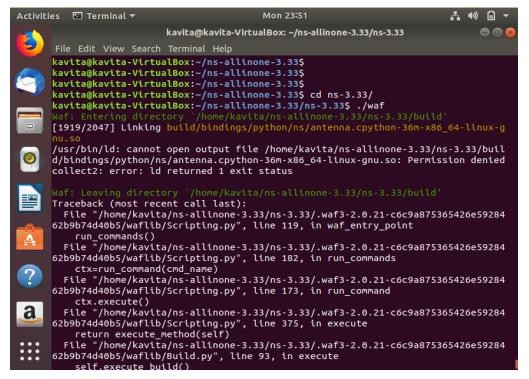 Activities Terminal Mon 23:51
kavita@kavita-VirtualBox: ~/ns-allinone-3.33/ns-3.33
File Edit View Search Terminal Help
kavita@kavita-VirtualBox:~/ns-allinone-3.33$
kavita@kavita-VirtualBox:~/ns-allinone-3.33$
kavita@kavita-VirtualBox:~/ns-allinone-3.33$
kavita@kavita-VirtualBox:~/ns-allinone-3.33$ cd ns-3.33/
kavita@kavita-VirtualBox:~/ns-allinone-3.33/ns-3.33$ ./waf
Waf: Entering directory `/home/kavita/ns-allinone-3.33/ns-3.33/build'
[1919/2047] Linking build/bindings/python/ns/antenna.cpython-36m-x86_64-linux-g
nu.so
/usr/bin/ld: cannot open output file /home/kavita/ns-allinone-3.33/ns-3.33/buil
d/bindings/python/ns/antenna.cpython-36m-x86_64-linux-gnu.so: Permission denied
collect2: error: ld returned 1 exit status
Waf: Leaving directory `/home/kavita/ns-allinone-3.33/ns-3.33/build'
Traceback (most recent call last):
File "/home/kavita/ns-allinone-3.33/ns-3.33/.waf3-2.0.21-c6c9a875365426e59284
62b9b74d40b5/waflib/Scripting.py", line 119, in waf_entry_point
run_commands()
File "/home/kavita/ns-allinone-3.33/ns-3.33/.waf3-2.0.21-c6c9a875365426e59284
62b9b74d40b5/waflib/Scripting.py", line 182, in run_commands
ctx=run_command(cmd_name)
File "/home/kavita/ns-allinone-3.33/ns-3.33/.waf3-2.0.21-c6c9a875365426e59284
62b9b74d40b5/waflib/Scripting.py", line 173, in run_command
ctx.execute()
File "/home/kavita/ns-allinone-3.33/ns-3.33/.waf3-2.0.21-c6c9a875365426e59284
62b9b74d40b5/waflib/Scripting.py", line 375, in execute
return execute_method(self)
File "/home/kavita/ns-allinone-3.33/ns-3.33/.waf3-2.0.21-c6c9a875365426e59284
62b9b74d40b5/waflib/Build.py", line 93, in execute
self.execute_build()